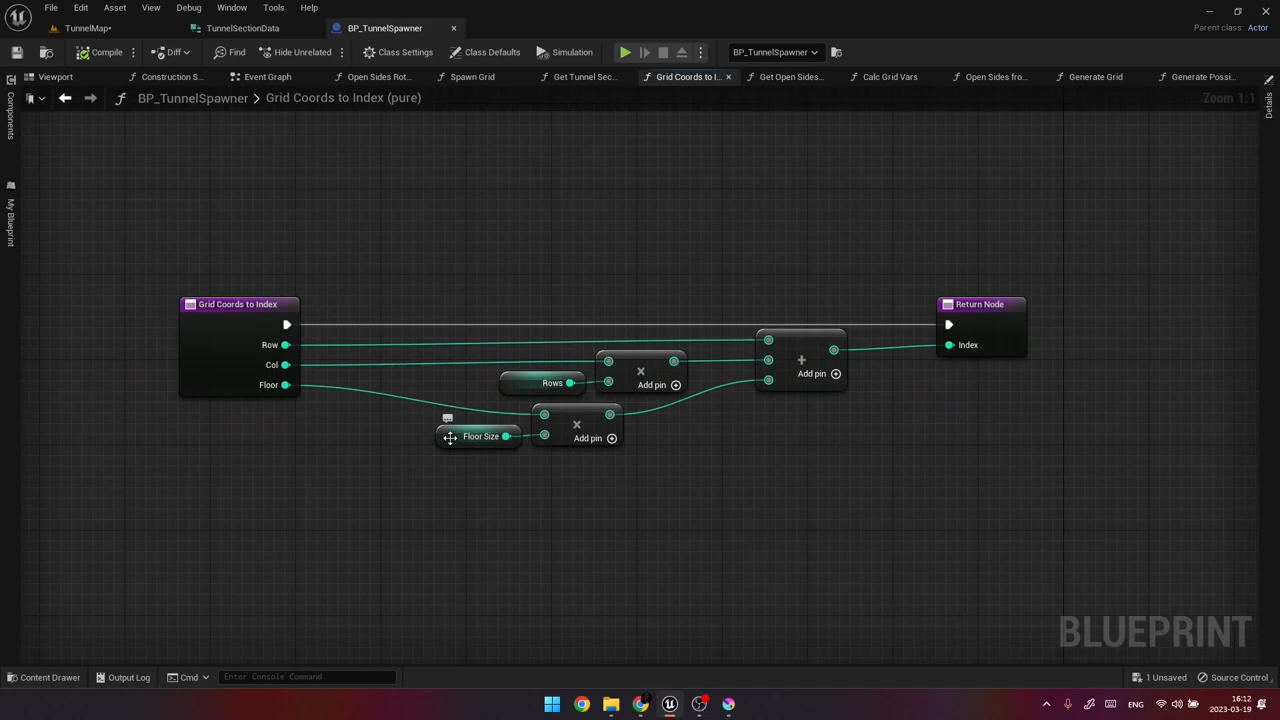 File Edit Asset View Debug Window Tools Help
Parent class: Actor
TunnelMap* TunnelSectionData BP_TunnelSpawner
Compile Diff Find Hide Unrelated Class Settings Class Defaults Simulation BP_TunnelSpawner
Viewport Construction S... Event Graph Open Sides Rot... Spawn Grid Get Tunnel Sec... Grid Coords to I... Get Open Sides... Calc Grid Vars Open Sides fro... Generate Grid Generate Possi...
BP_TunnelSpawner > Grid Coords to Index (pure)
Zoom 1:1
Components
My Blueprint
Details
Grid Coords to Index
Row
Col
Floor
Rows
×
Add pin
Floor Size
×
Add pin
+
Add pin
Return Node
Index
BLUEPRINT
Content Drawer Output Log Cmd Enter Console Command 1 Unsaved Source Control
ENG
16:12
2023-03-19